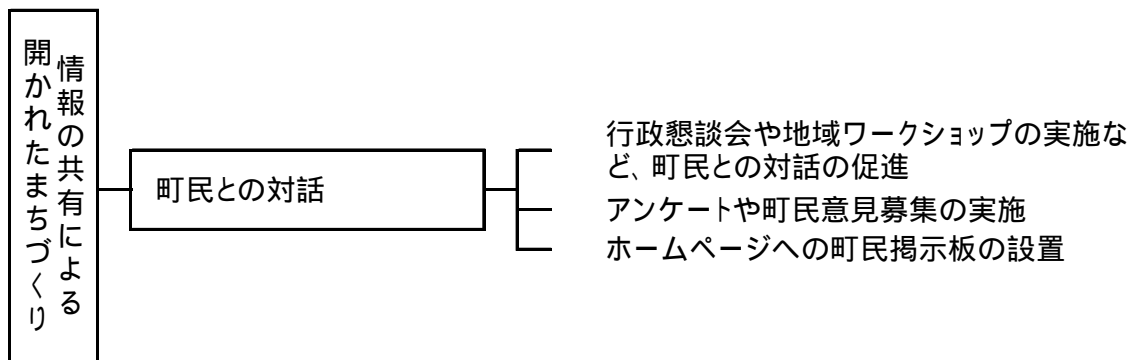 情報の共有による
開かれたまちづくり
町民との対話
行政懇談会や地域ワークショップの実施な
ど、町民との対話の促進
アンケートや町民意見募集の実施
ホームページへの町民掲示板の設置